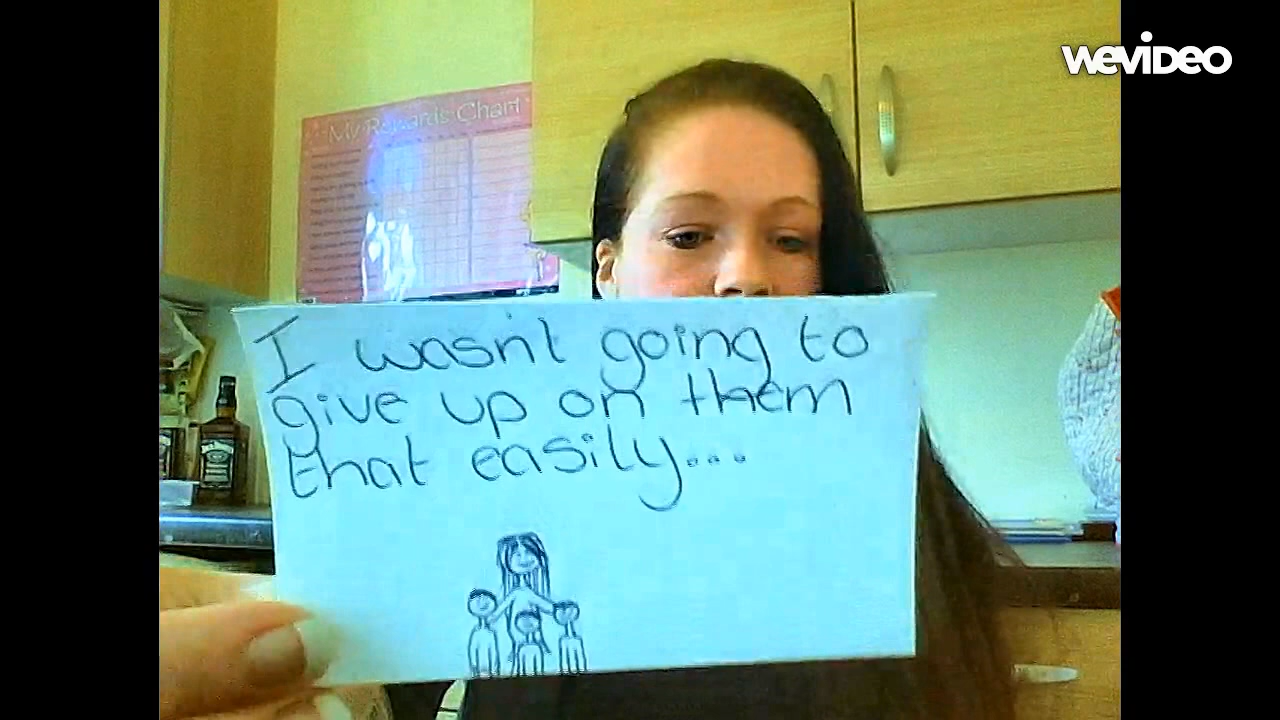 WEVIDEO
My Rewards Chart
I wasn't going to
give up on them
that easily...